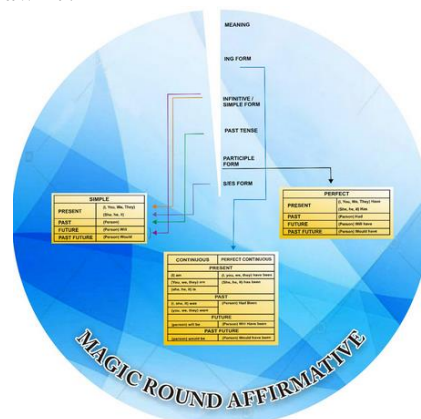 MEANING
ING FORM
INFINITIVE /
SIMPLE FORM
PAST TENSE
PARTICIPLE
FORM
S/ES FORM
SIMPLE
PRESENT (I, You, We, They)
(She, he, it)
PAST (Person)
FUTURE (Person) Will
PAST FUTURE (Person) Would
PERFECT
PRESENT (I, You, We, They) Have
(She, he, it) Has
PAST (Person) Had
FUTURE (Person) Will have
PAST FUTURE (Person) Would have
CONTINUOUS PERFECT CONTINUOUS
PRESENT
(I) am (I, you, we, they) have been
(You, we, they) are (She, he, it) has been
(she, he, it) is
PAST
(I, she, it) was (Person) Had Been
(you, we, they) were
FUTURE
(person) will be (Person) Will Have been
PAST FUTURE
(person) would be (Person) Would have been
MAGIC ROUND AFFIRMATIVE